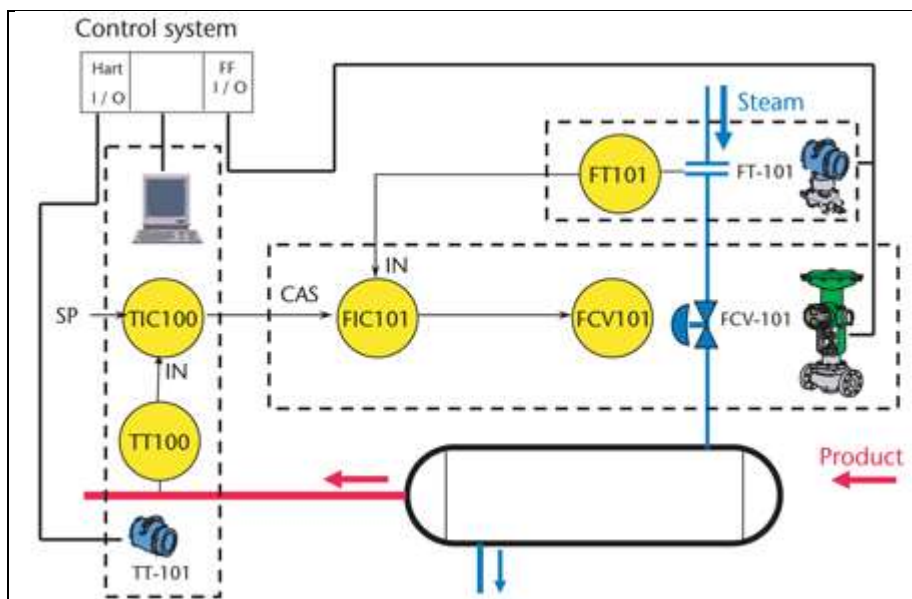 Control system
Hart
I / O
FF
I / O
Steam
FT101
FT-101
IN
CAS
SP
TIC100
FIC101
FCV101
FCV-101
IN
TT100
Product
TT-101